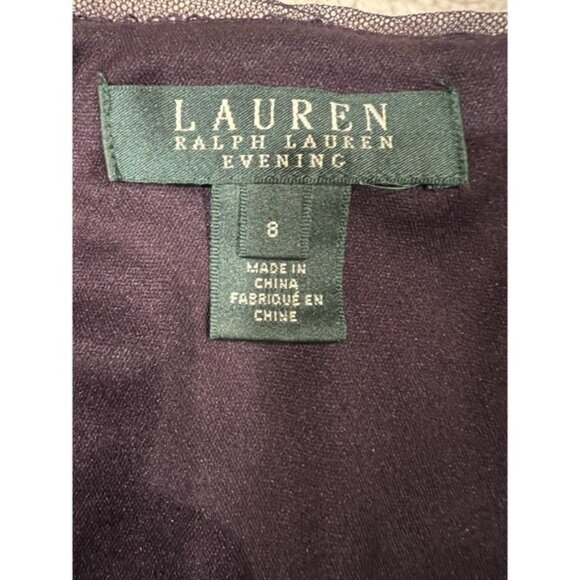 LAUREN
RALPH LAUREN
EVENING
8
MADE IN
CHINA
FABRIQUÉ EN
CHINE